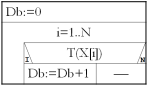 Db:=0
i=1..N
T(X[i])
I
N
Db:=Db+1 —